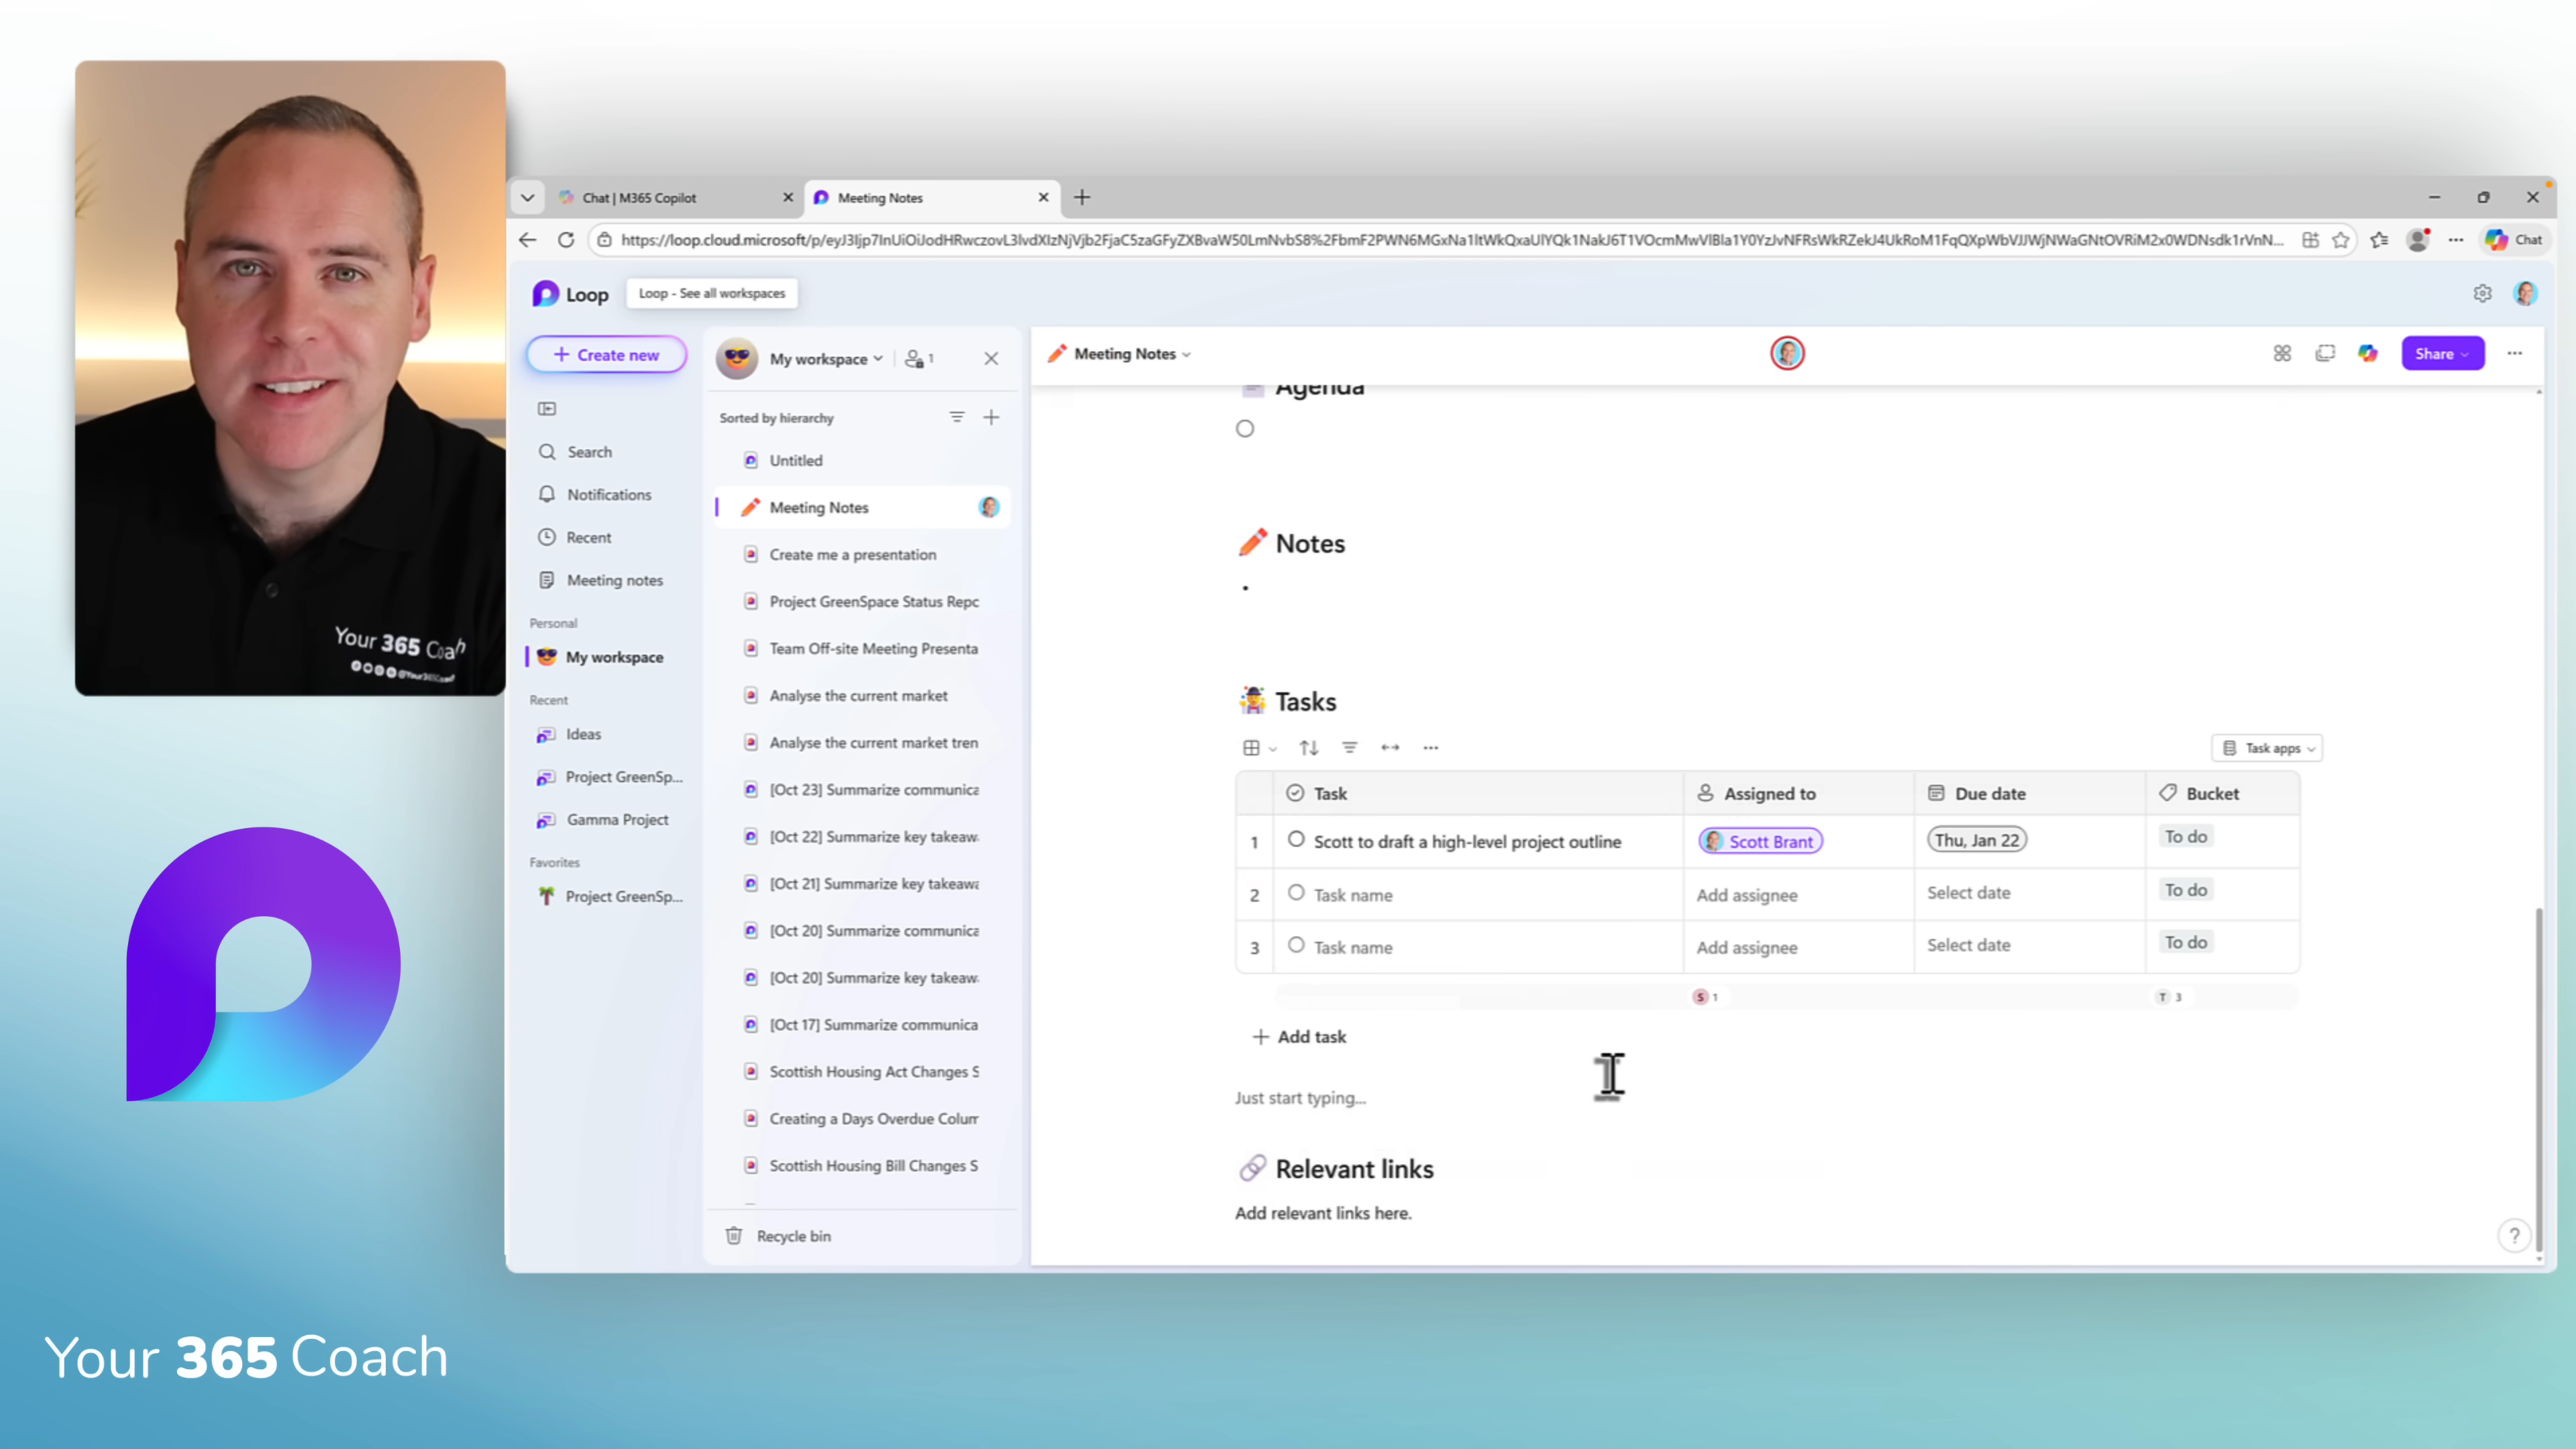 Your 365 Coach
Chat | M365 Copilot
Meeting Notes
Chat
Loop
Loop - See all workspaces
Create new
Search
Notifications
Recent
Meeting notes
Personal
My workspace
Recent
Ideas
Project GreenSp...
Gamma Project
Favorites
Project GreenSp...
My workspace
1
Sorted by hierarchy
Untitled
Meeting Notes
Create me a presentation
Project GreenSpace Status Repo
Team Off-site Meeting Presenta
Analyse the current market
Analyse the current market tren
[Oct 23] Summarize communica
[Oct 22] Summarize key takeaw
[Oct 21] Summarize key takeawa
[Oct 20] Summarize communica
[Oct 20] Summarize key takeaw
[Oct 17] Summarize communica
Scottish Housing Act Changes S
Creating a Days Overdue Colum
Scottish Housing Bill Changes S
Recycle bin
Meeting Notes
Share
Agenda
Notes
Tasks
Task apps
Task Assigned to Due date Bucket
1 Scott to draft a high-level project outline Scott Brant Thu, Jan 22 To do
2 Task name Add assignee Select date To do
3 Task name Add assignee Select date To do
S 1 T 3
Add task
Just start typing...
Relevant links
Add relevant links here.
?
Your 365 Coach